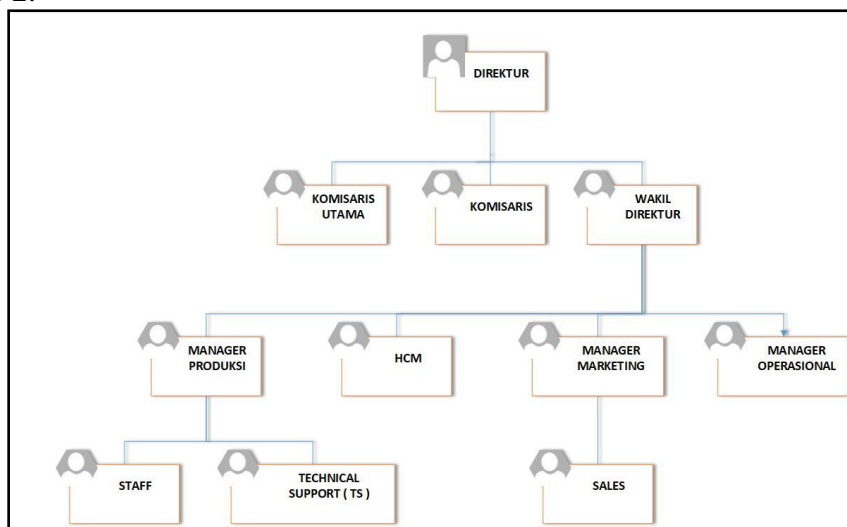 DIREKTUR
KOMISARIS
UTAMA
KOMISARIS
WAKIL
DIREKTUR
MANAGER
PRODUKSI
HCM
MANAGER
MARKETING
MANAGER
OPERASIONAL
STAFF
TECHNICAL
SUPPORT ( TS )
SALES